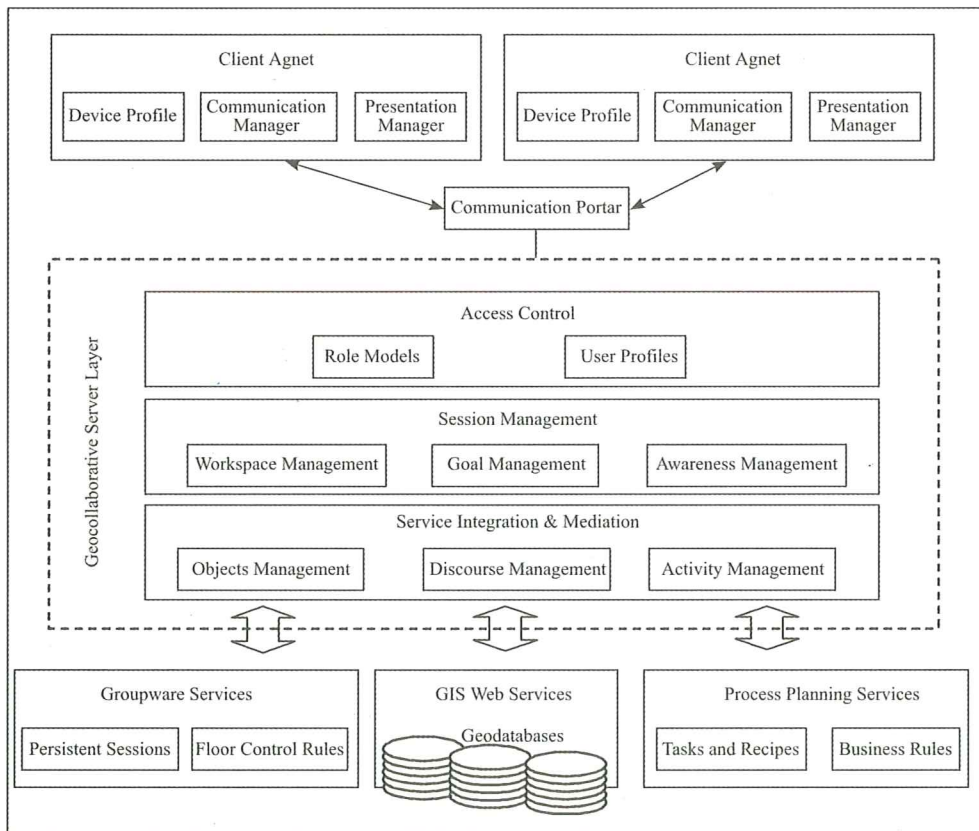 Client Agnet
Device Profile
Communication
Manager
Presentation
Manager
Client Agnet
Device Profile
Communication
Manager
Presentation
Manager
Communication Portar
Geocollaborative Server Layer
Access Control
Role Models
User Profiles
Session Management
Workspace Management
Goal Management
Awareness Management
Service Integration & Mediation
Objects Management
Discourse Management
Activity Management
Groupware Services
Persistent Sessions
Floor Control Rules
GIS Web Services
Geodatabases
Process Planning Services
Tasks and Recipes
Business Rules